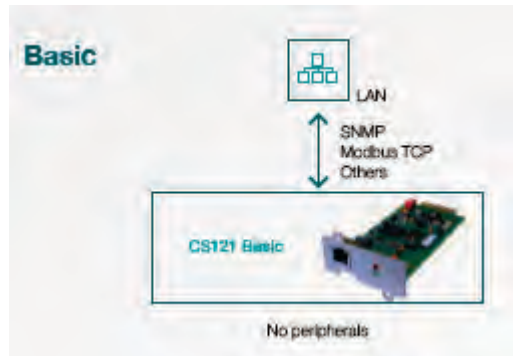 Basic
LAN
SNMP
Modbus TCP
Others
CS121 Basic
No peripherals